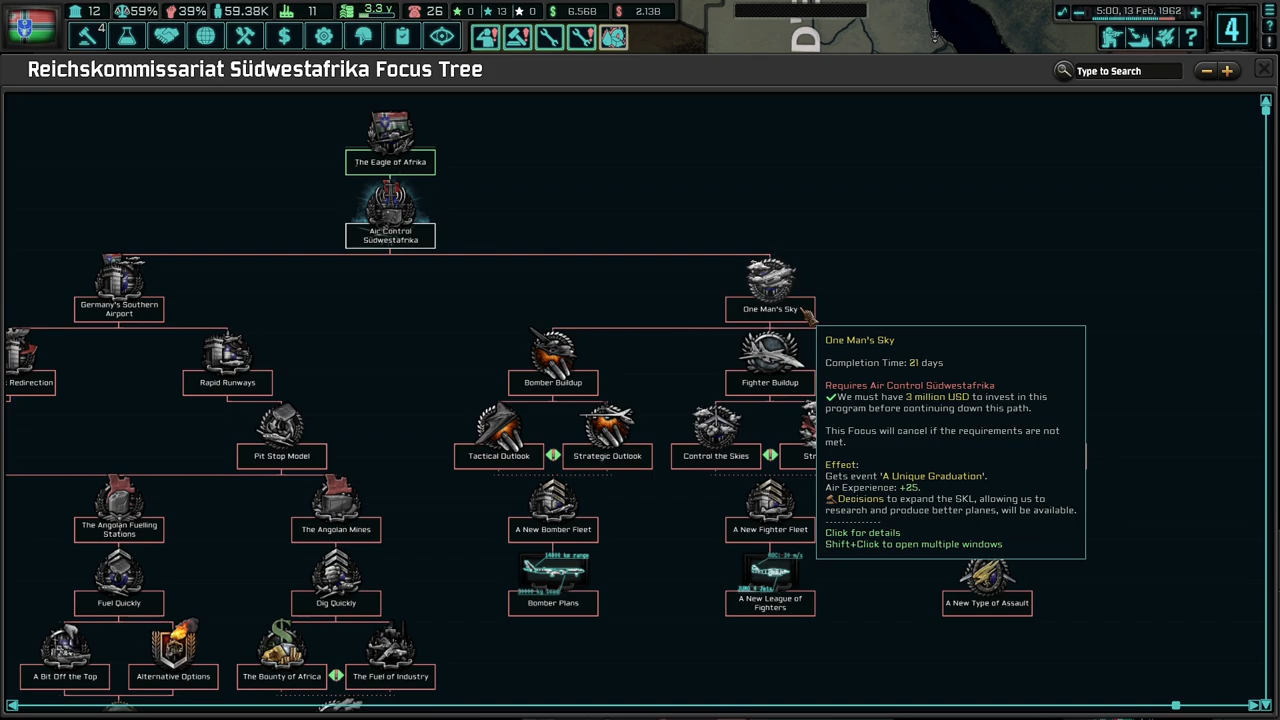 12 59% 39% 59.38K 11 3.3 v 26 0 13 0 $ 6.56B $ 2.13B
5:00, 13 Feb, 1962
4
4
D'
Reichskommissariat Südwestafrika Focus Tree
Type to Search
The Eagle of Afrika
Air Control
Südwestafrika
Germany's Southern
Airport
One Man's Sky
Redirection
Rapid Runways
Bomber Buildup
Fighter Buildup
Pit Stop Model
Tactical Outlook
Strategic Outlook
Control the Skies
Str
The Angolan Fuelling
Stations
The Angolan Mines
A New Bomber Fleet
A New Fighter Fleet
Fuel Quickly
Dig Quickly
Bomber Plans
A New League of
Fighters
A New Type of Assault
A Bit Off the Top
Alternative Options
The Bounty of Africa
The Fuel of Industry
One Man's Sky
Completion Time: 21 days
Requires Air Control Südwestafrika
We must have 3 million USD to invest in this
program before continuing down this path.
This Focus will cancel if the requirements are not
met.
Effect:
Gets event 'A Unique Graduation'.
Air Experience: +25.
Decisions to expand the SKL, allowing us to
research and produce better planes, will be available.
--------------
Click for details
Shift+Click to open multiple windows